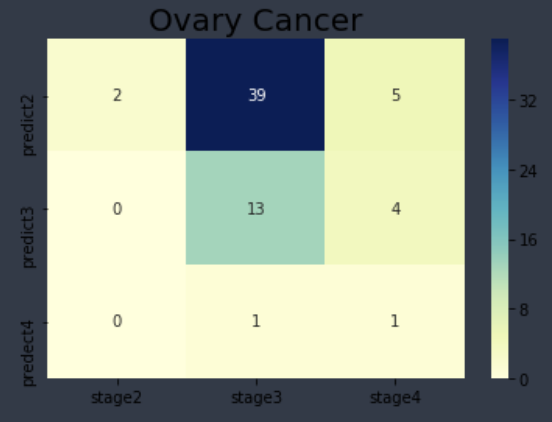 Ovary Cancer
predict2
2 39 5
predict3
0 13 4
predect4
0 1 1
stage2 stage3 stage4
32
24
16
8
0